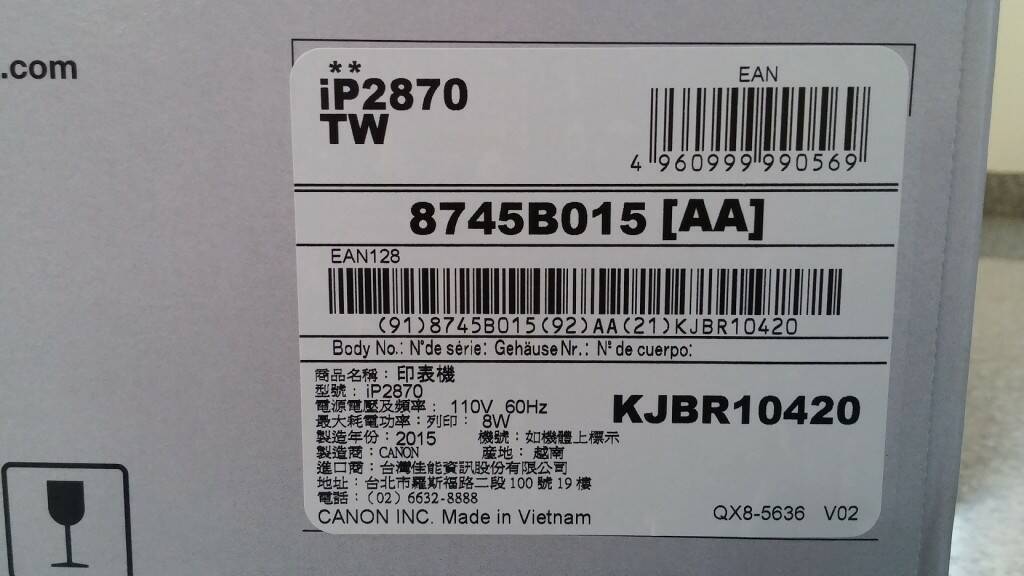 .com
**
iP2870
TW
EAN
4 960999 990569
8745B015 [AA]
EAN128
(91)8745B015(92)AA(21)KJBR10420
Body No.: N°de série: Gehäuse Nr.: N° de cuerpo:
商品名稱：印表機
型號：iP2870
電源電壓及頻率： 110V 60Hz
最大耗電功率：列印： 8W
KJBR10420
製造年份：2015 機號：如機體上標示
製造商：CANON 產地：越南
進口商：台灣佳能資訊股份有限公司
地址：台北市羅斯福路二段100號19樓
電話：(02) 6632-8888
CANON INC. Made in Vietnam QX8-5636 V02